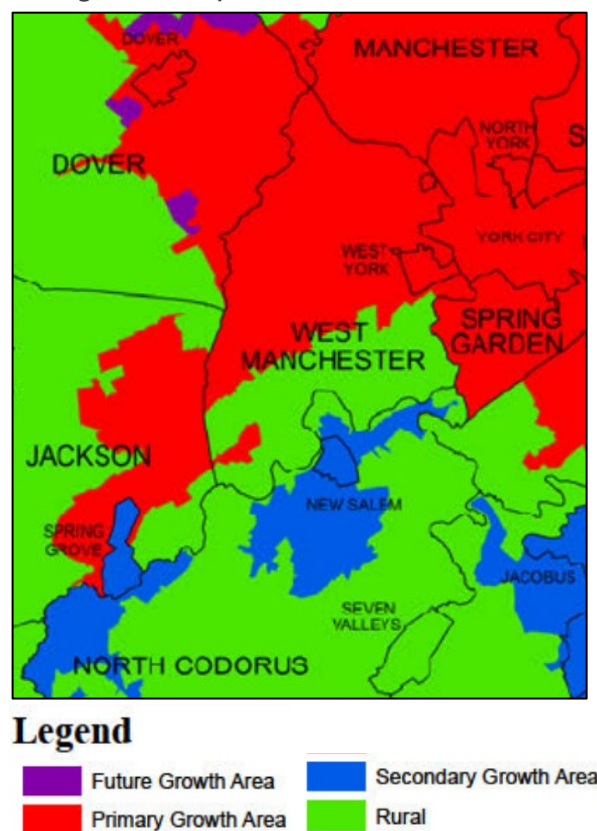 DOVER
MANCHESTER
NORTH
YORK
S
DOVER
YORK CITY
WEST
YORK
WEST
MANCHESTER
SPRING
GARDEN
JACKSON
NEW SALEM
SPRING
GROVE
JACOBUS
SEVEN
VALLEYS
NORTH CODORUS
Legend
Future Growth Area
Secondary Growth Area
Primary Growth Area
Rural